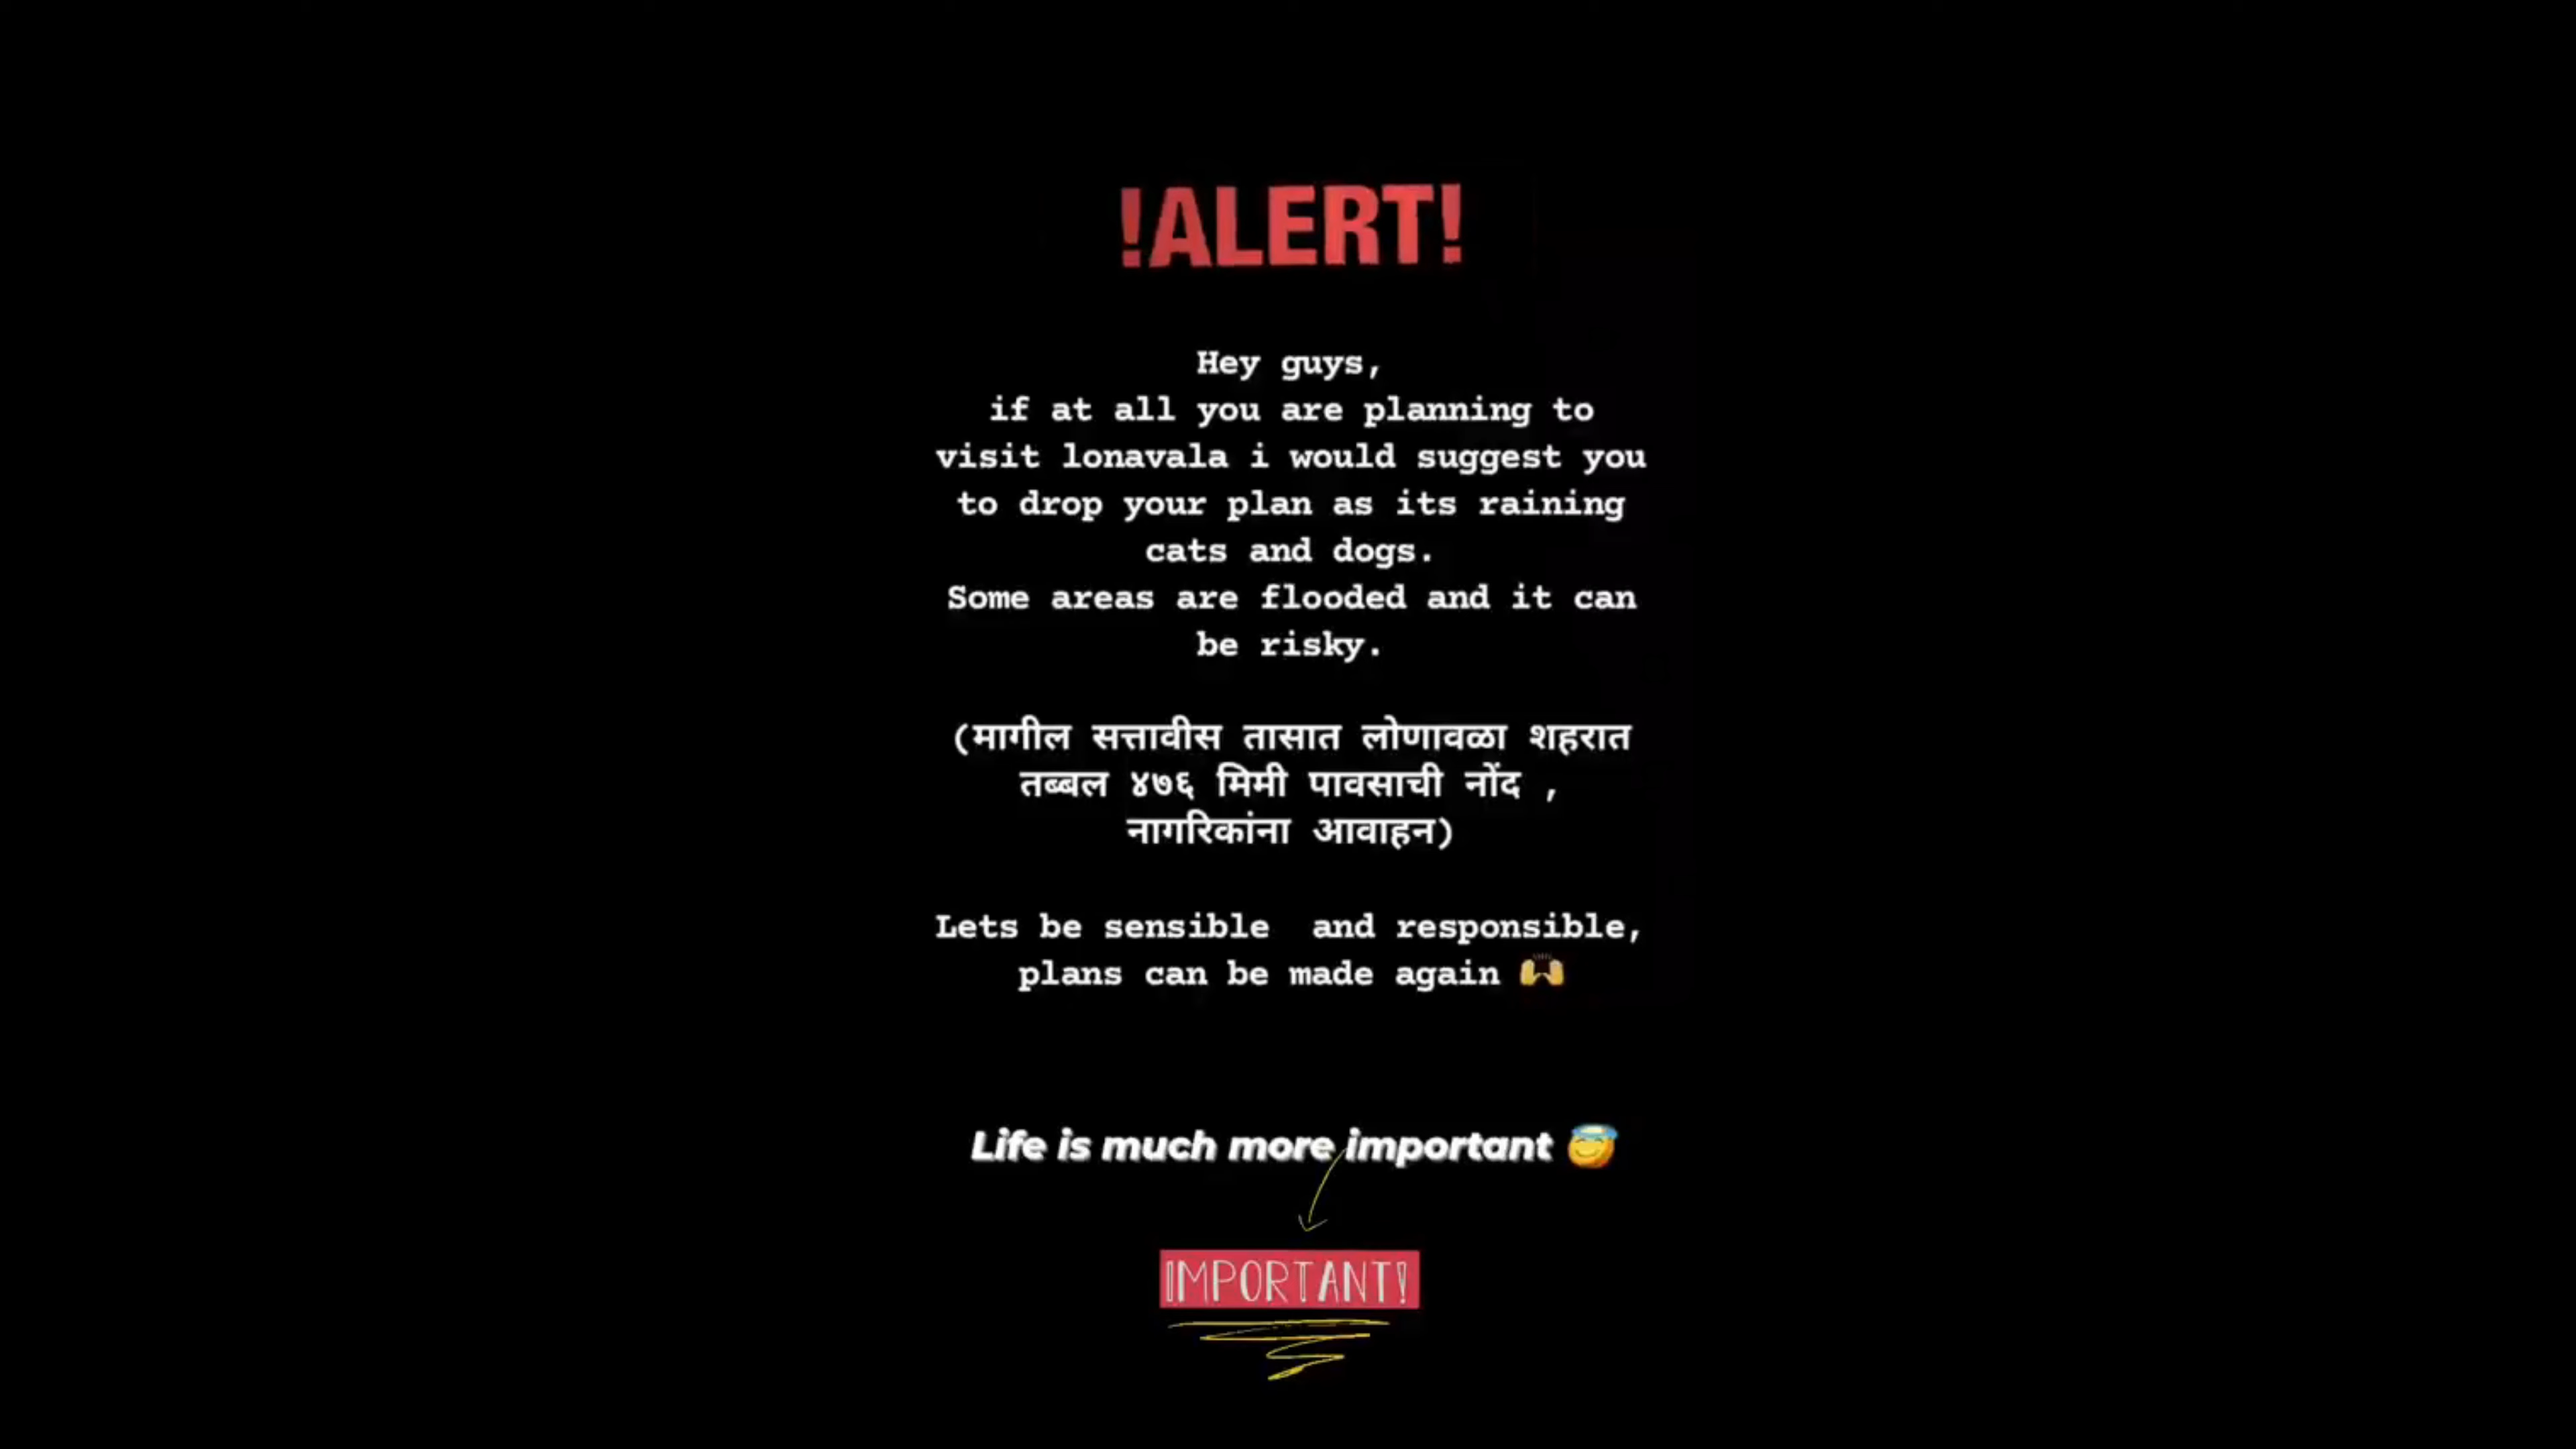 !ALERT!
Hey guys,
if at all you are planning to
visit lonavala i would suggest you
to drop your plan as its raining
cats and dogs.
Some areas are flooded and it can
be risky.
(मागील सत्तावीस तासात लोणावळा शहरात
तब्बल ४७६ मिमी पावसाची नोंद ,
नागरिकांना आवाहन)
Lets be sensible  and responsible,
plans can be made again 🙌
Life is much more important 😇
IMPORTANT!